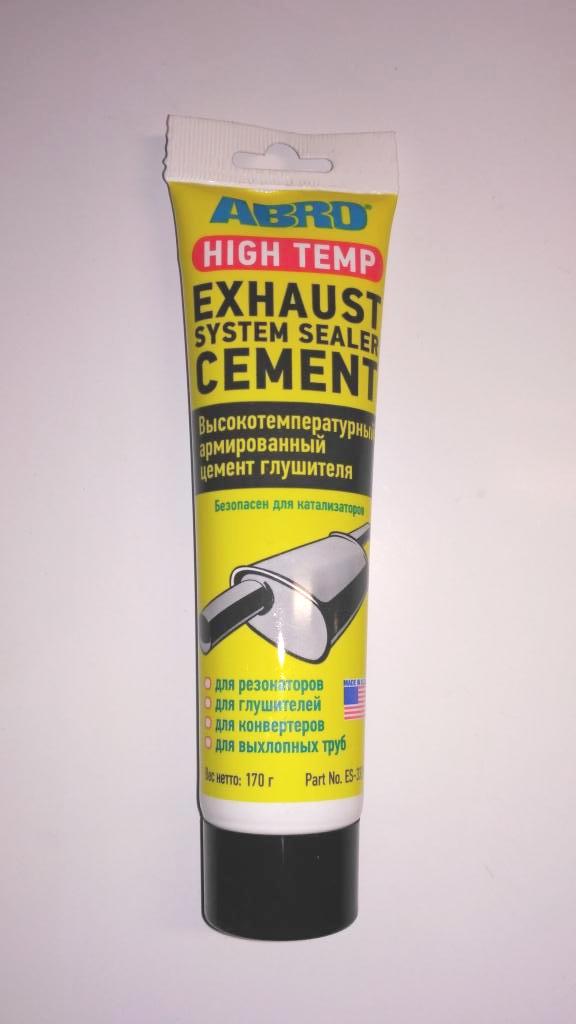 ABRO®
HIGH TEMP
EXHAUST
SYSTEM SEALER
CEMENT
Высокотемпературный
армированный
цемент глушителя
Безопасен для катализаторов
для резонаторов
MADE IN
для глушителей
для конвертеров
для выхлопных труб
Вес нетто: 170 г Part No.